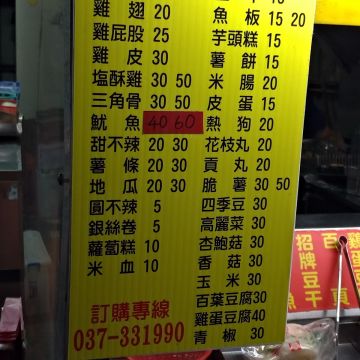 雞翅 20
雞屁股 25
雞皮 30
塩酥雞 30 50
三角骨 30 50
魷魚 40 60
甜不辣 20 30
薯條 20 30
地瓜 20 30
圓不辣 5
銀絲卷 5
蘿蔔糕 10
米血 10
訂購專線
037-331990
魚板 15 20
芋頭糕 15
薯餅 15
米腸 20
皮蛋 15
熱狗 20
花枝丸 20
貢丸 20
脆薯 30 50
四季豆 30
高麗菜 30
杏鮑菇 30
香菇 30
玉米 30
百葉豆腐 30
雞蛋豆腐 40
青椒 30
招牌
豆干